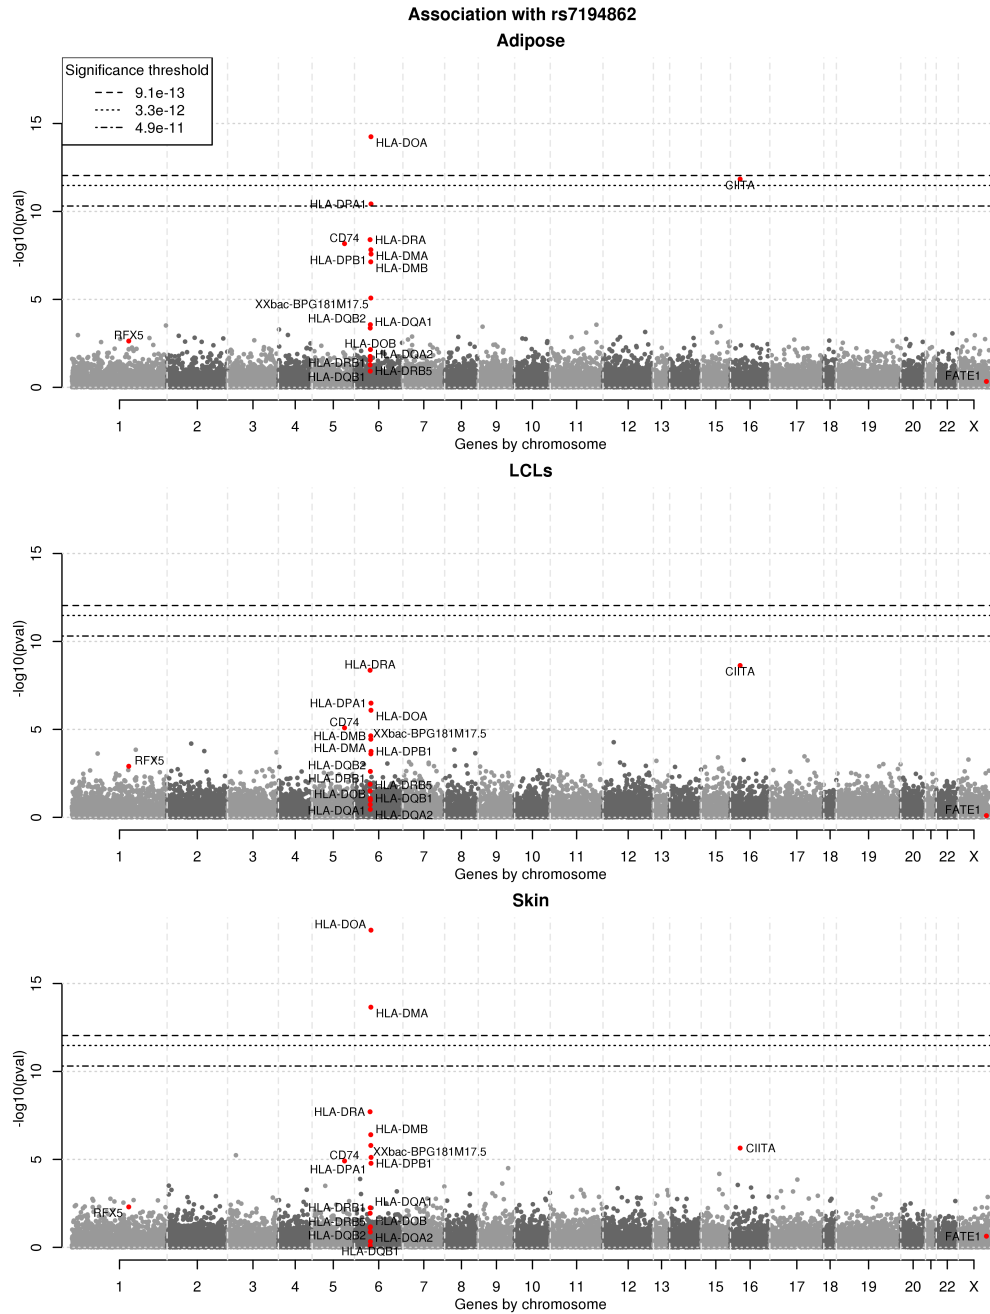 Association with rs7194862
Adipose
Significance threshold
9.1e-13
3.3e-12
4.9e-11
-log10(pval)
15
10
5
0
HLA-DOA
CIITA
HLA-DPA1
CD74
HLA-DRA
HLA-DMA
HLA-DPB1
HLA-DMB
XXbac-BPG181M17.5
HLA-DQB2
HLA-DQA1
RFX5
HLA-DOB
HLA-DQA2
HLA-DRB1
HLA-DRB5
HLA-DQB1
FATE1
1 2 3 4 5 6 7 8 9 10 11 12 13 15 16 17 18 19 20 22 X
Genes by chromosome
LCLs
-log10(pval)
15
10
5
0
HLA-DRA
CIITA
HLA-DPA1
HLA-DOA
CD74
HLA-DMB
XXbac-BPG181M17.5
HLA-DMA
HLA-DPB1
RFX5
HLA-DQB2
HLA-DRB1
HLA-DRB5
HLA-DOB
HLA-DQB1
HLA-DQA1
HLA-DQA2
FATE1
1 2 3 4 5 6 7 8 9 10 11 12 13 15 16 17 18 19 20 22 X
Genes by chromosome
Skin
-log10(pval)
15
10
5
0
HLA-DOA
HLA-DMA
HLA-DRA
HLA-DMB
CIITA
CD74
XXbac-BPG181M17.5
HLA-DPA1
HLA-DPB1
RFX5
HLA-DRB1
HLA-DQA1
HLA-DRB5
HLA-DOB
HLA-DQB2
HLA-DQA2
HLA-DQB1
FATE1
1 2 3 4 5 6 7 8 9 10 11 12 13 15 16 17 18 19 20 22 X
Genes by chromosome